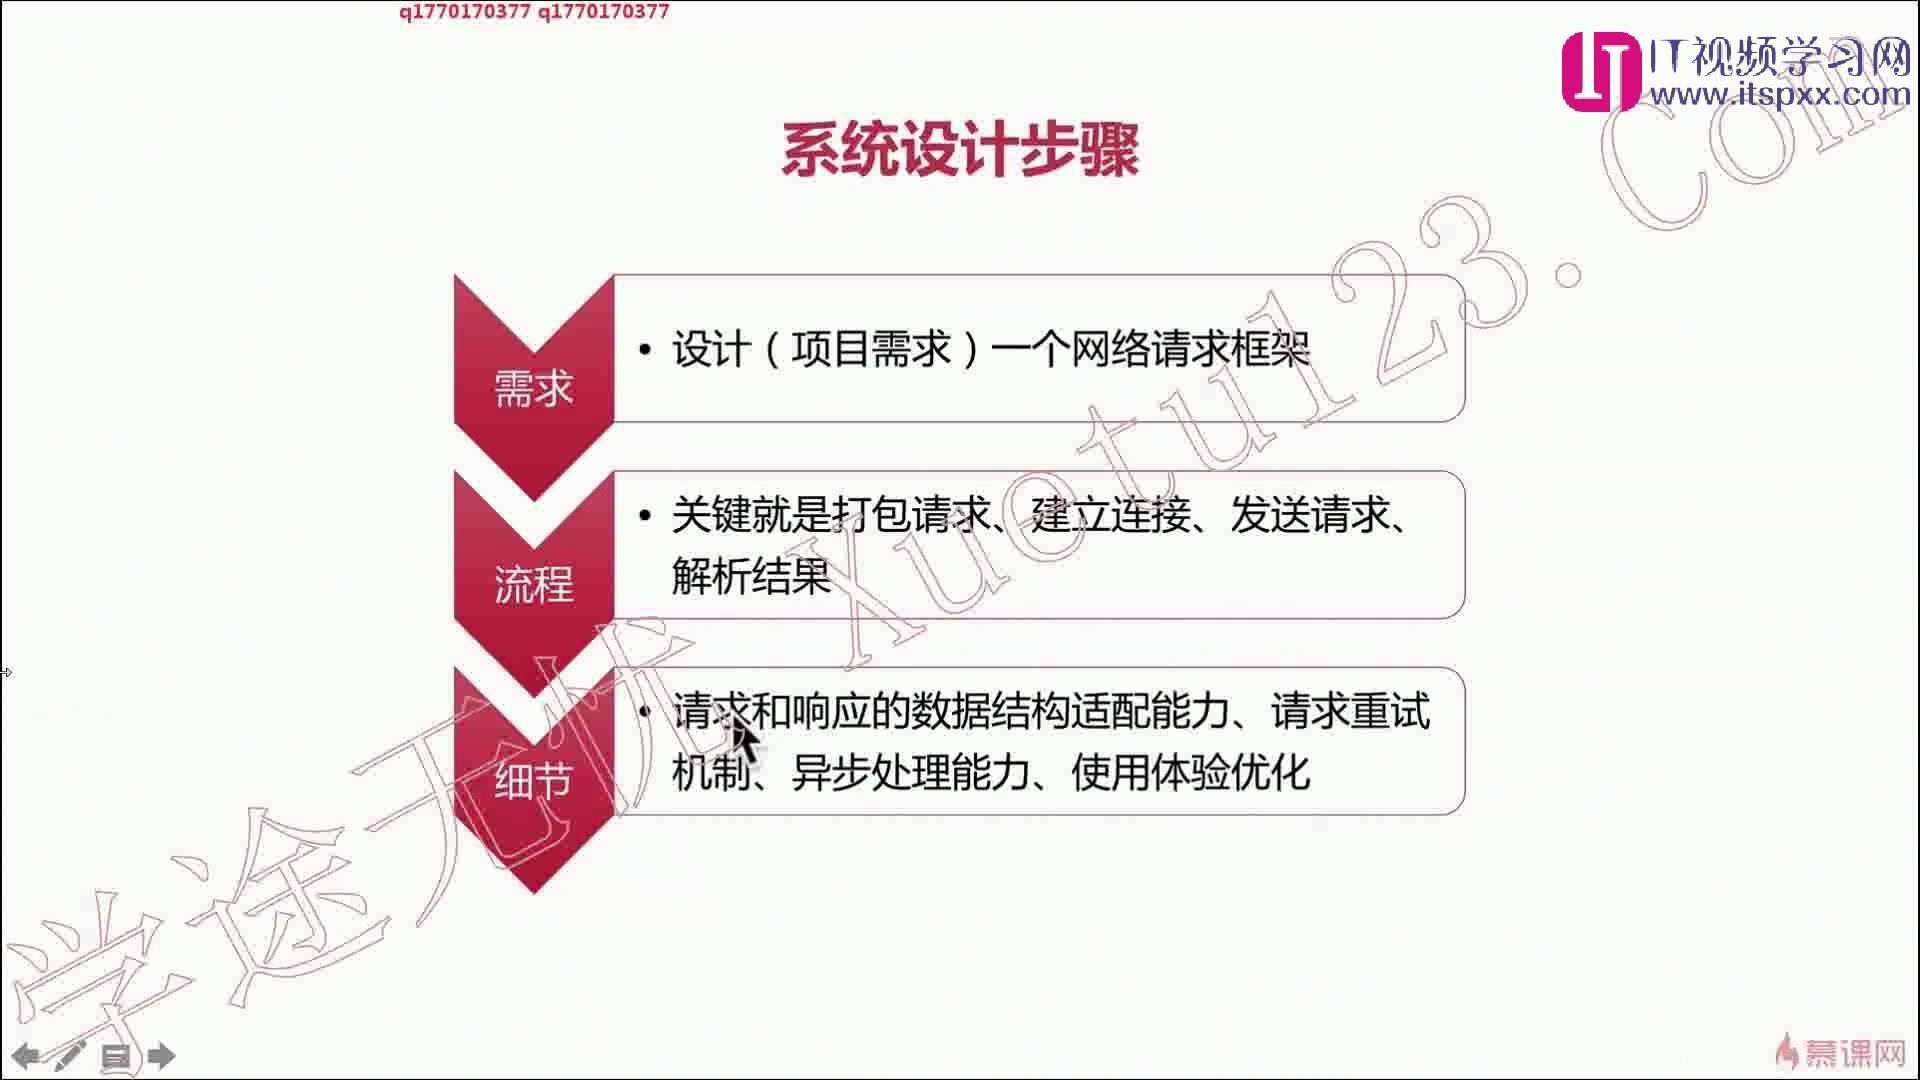 q1770170377 q1770170377
IT视频学习网
www.itspxx.com
系统设计步骤
需求
• 设计（项目需求）一个网络请求框架
流程
• 关键就是打包请求、建立连接、发送请求、
解析结果
细节
• 请求和响应的数据结构适配能力、请求重试
机制、异步处理能力、使用体验优化
学途无忧 Xuetu123.Com
慕课网